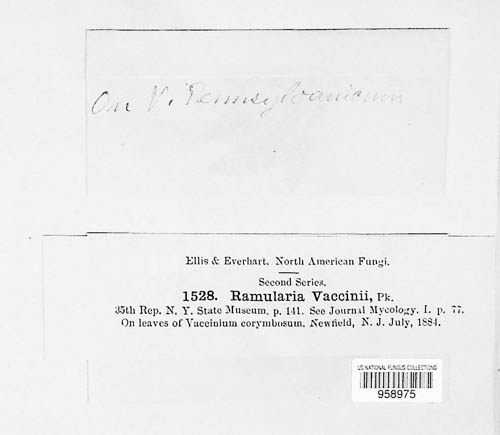 On V. Pennsylvanicum
Ellis & Everhart. North American Fungi.
Second Series.
1528. Ramularia Vaccinii, Pk.
35th Rep. N. Y. State Museum, p. 141. See Journal Mycology, I. p. 77.
On leaves of Vaccinium corymbosum, Newfield, N. J. July, 1884.
US NATIONAL FUNGUS COLLECTIONS
958975